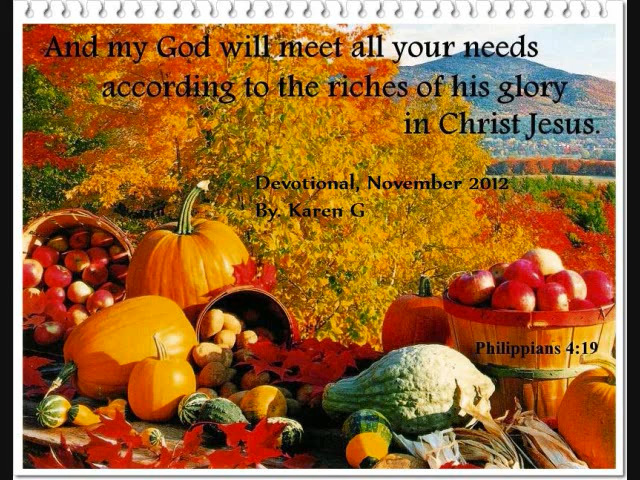 And my God will meet all your needs
according to the riches of his glory
in Christ Jesus.
Devotional, November 2012
By. Karen G
Philippians 4:19